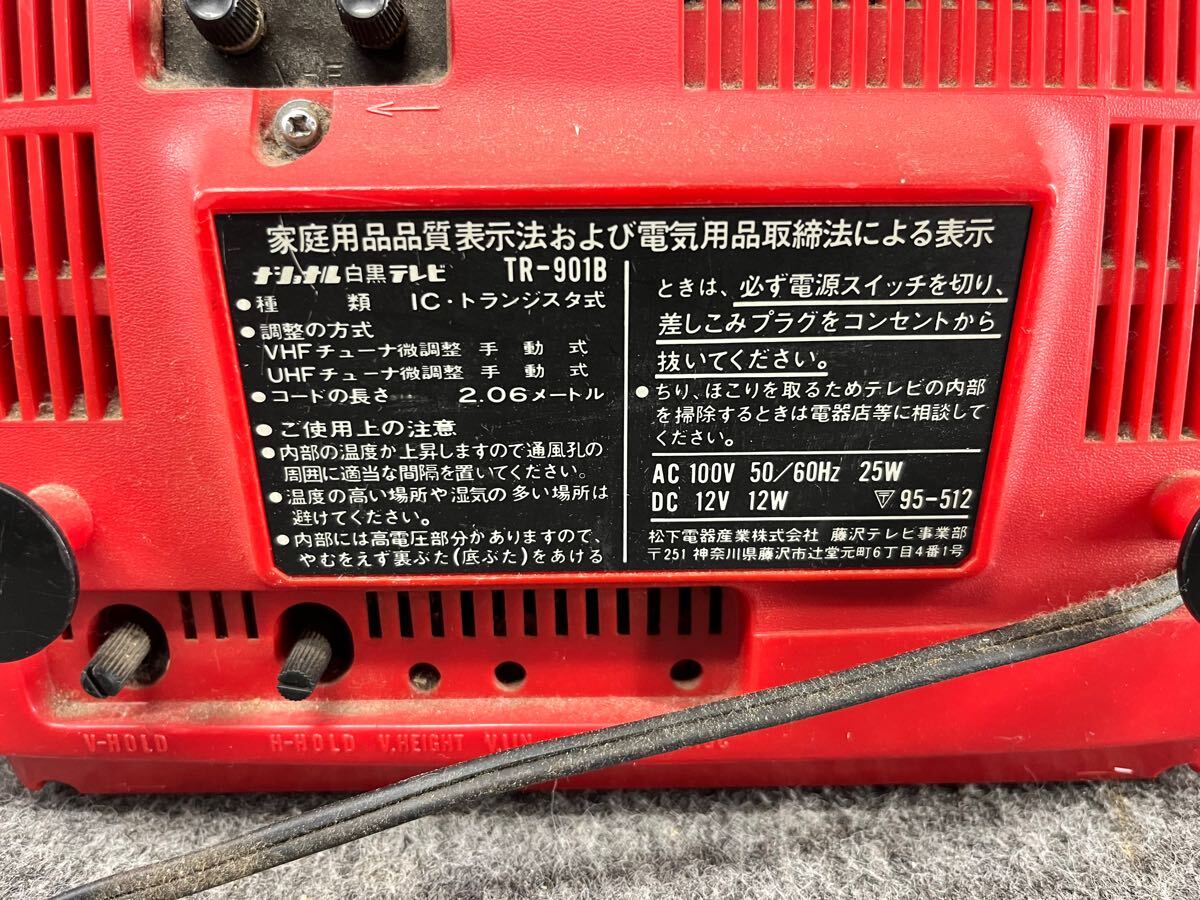 家庭用品品質表示法および電気用品取締法による表示
ナショナル白黒テレビ TR-901B
●種類 IC・トランジスタ式
●調整の方式
VHFチューナ微調整 手動式
UHFチューナ微調整 手動式
●コードの長さ… 2.06メートル
●ご使用上の注意
●内部の温度が上昇しますので通風孔の
周囲に適当な間隔を置いてください。
●温度の高い場所や湿気の多い場所は
避けてください。
●内部には高電圧部分がありますので、
やむをえず裏ぶた(底ぶた)をあける
ときは、必ず電源スイッチを切り、
差しこみプラグをコンセントから
抜いてください。
●ちり、ほこりを取るためテレビの内部
を掃除するときは電器店等に相談して
ください。
AC 100V 50/60Hz 25W
DC 12V 12W 〒95-512
松下電器産業株式会社 藤沢テレビ事業部
〒251 神奈川県藤沢市辻堂元町6丁目4番1号
V-HOLD H-HOLD V.HEIGHT V.LIN